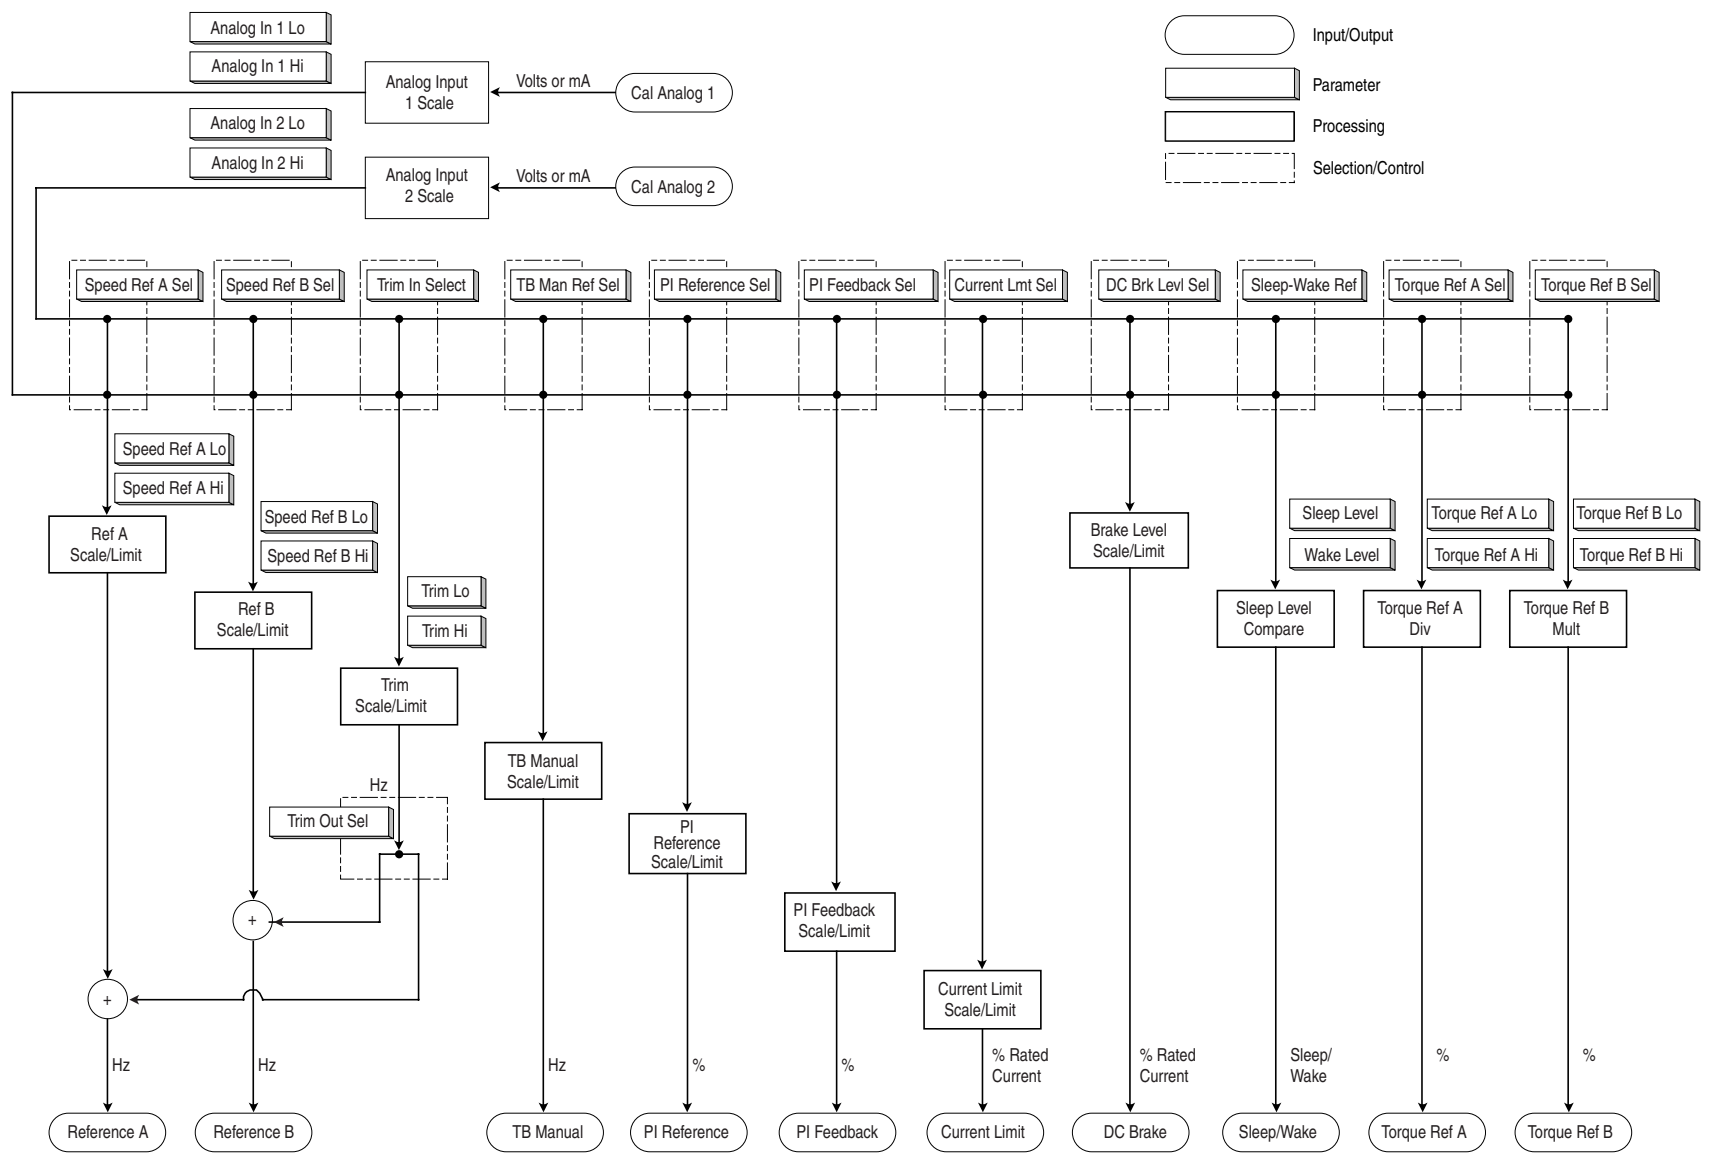 Analog In 1 Lo
Analog In 1 Hi
Analog In 2 Lo
Analog In 2 Hi
Analog Input
1 Scale
Volts or mA
Cal Analog 1
Analog Input
2 Scale
Volts or mA
Cal Analog 2
Input/Output
Parameter
Processing
Selection/Control
Speed Ref A Sel
Speed Ref B Sel
Trim In Select
TB Man Ref Sel
PI Reference Sel
PI Feedback Sel
Current Lmt Sel
DC Brk Levl Sel
Sleep-Wake Ref
Torque Ref A Sel
Torque Ref B Sel
Speed Ref A Lo
Speed Ref A Hi
Ref A
Scale/Limit
Speed Ref B Lo
Speed Ref B Hi
Ref B
Scale/Limit
Trim Lo
Trim Hi
Trim
Scale/Limit
Hz
Trim Out Sel
TB Manual
Scale/Limit
PI
Reference
Scale/Limit
PI Feedback
Scale/Limit
Current Limit
Scale/Limit
Brake Level
Scale/Limit
Sleep Level
Wake Level
Sleep Level
Compare
Torque Ref A Lo
Torque Ref A Hi
Torque Ref A
Div
Torque Ref B Lo
Torque Ref B Hi
Torque Ref B
Mult
+
+
Hz
Hz
Hz
%
%
% Rated
Current
% Rated
Current
Sleep/
Wake
%
%
Reference A
Reference B
TB Manual
PI Reference
PI Feedback
Current Limit
DC Brake
Sleep/Wake
Torque Ref A
Torque Ref B